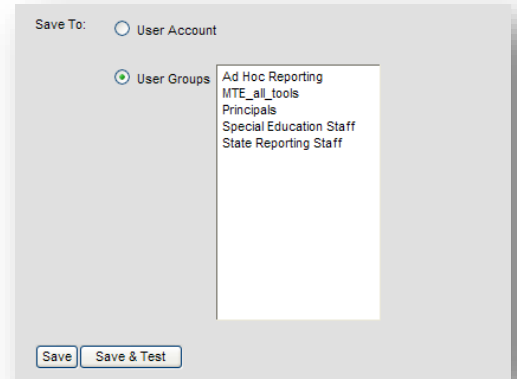 Save To: User Account
User Groups Ad Hoc Reporting
MTE_all_tools
Principals
Special Education Staff
State Reporting Staff
Save Save & Test